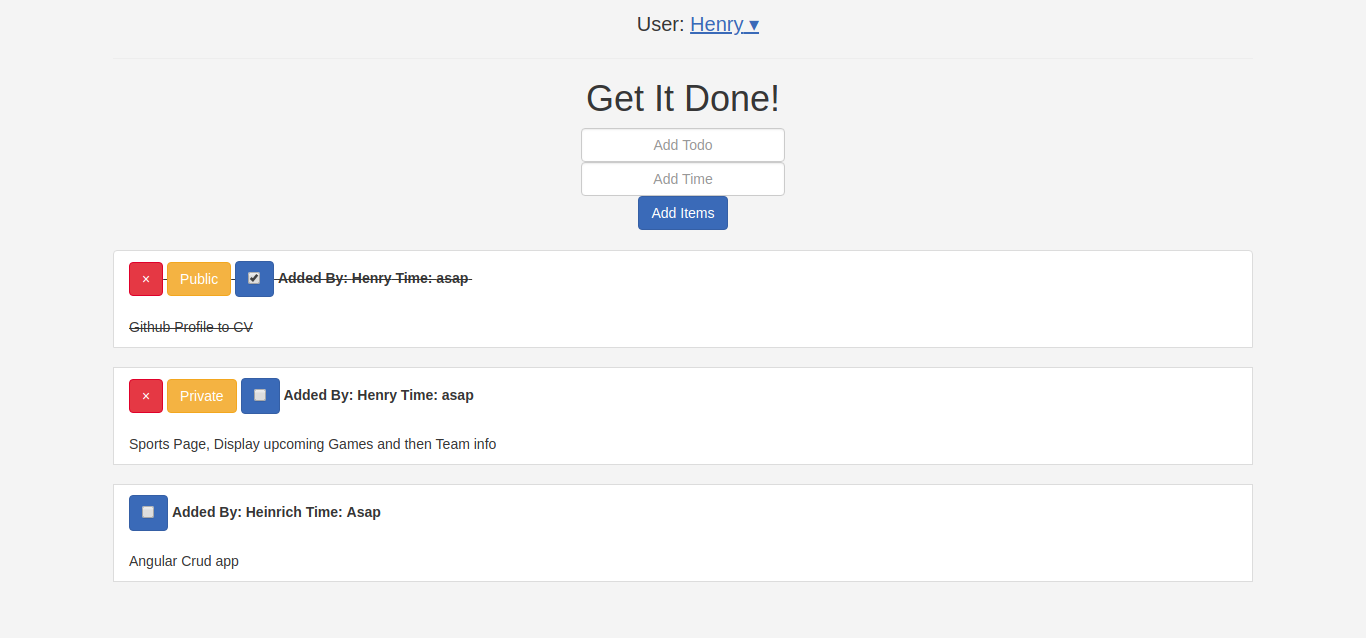 User: Henry ▾
Get It Done!
Add Todo
Add Time
Add Items
× Public Added By: Henry Time: asap
Github Profile to CV
× Private Added By: Henry Time: asap
Sports Page, Display upcoming Games and then Team info
Added By: Heinrich Time: Asap
Angular Crud app